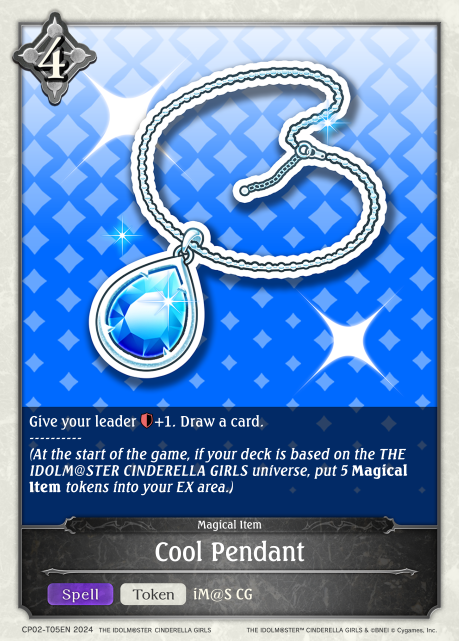 4
Give your leader +1. Draw a card.
----------
(At the start of the game, if your deck is based on the THE
IDOLM@STER CINDERELLA GIRLS universe, put 5 Magical
Item tokens into your EX area.)
Magical Item
Cool Pendant
Spell Token iM@S CG
CP02-T05EN 2024 THE IDOLM@STER CINDERELLA GIRLS THE IDOLM@STER™ CINDERELLA GIRLS & ©BNEI © Cygames, Inc.